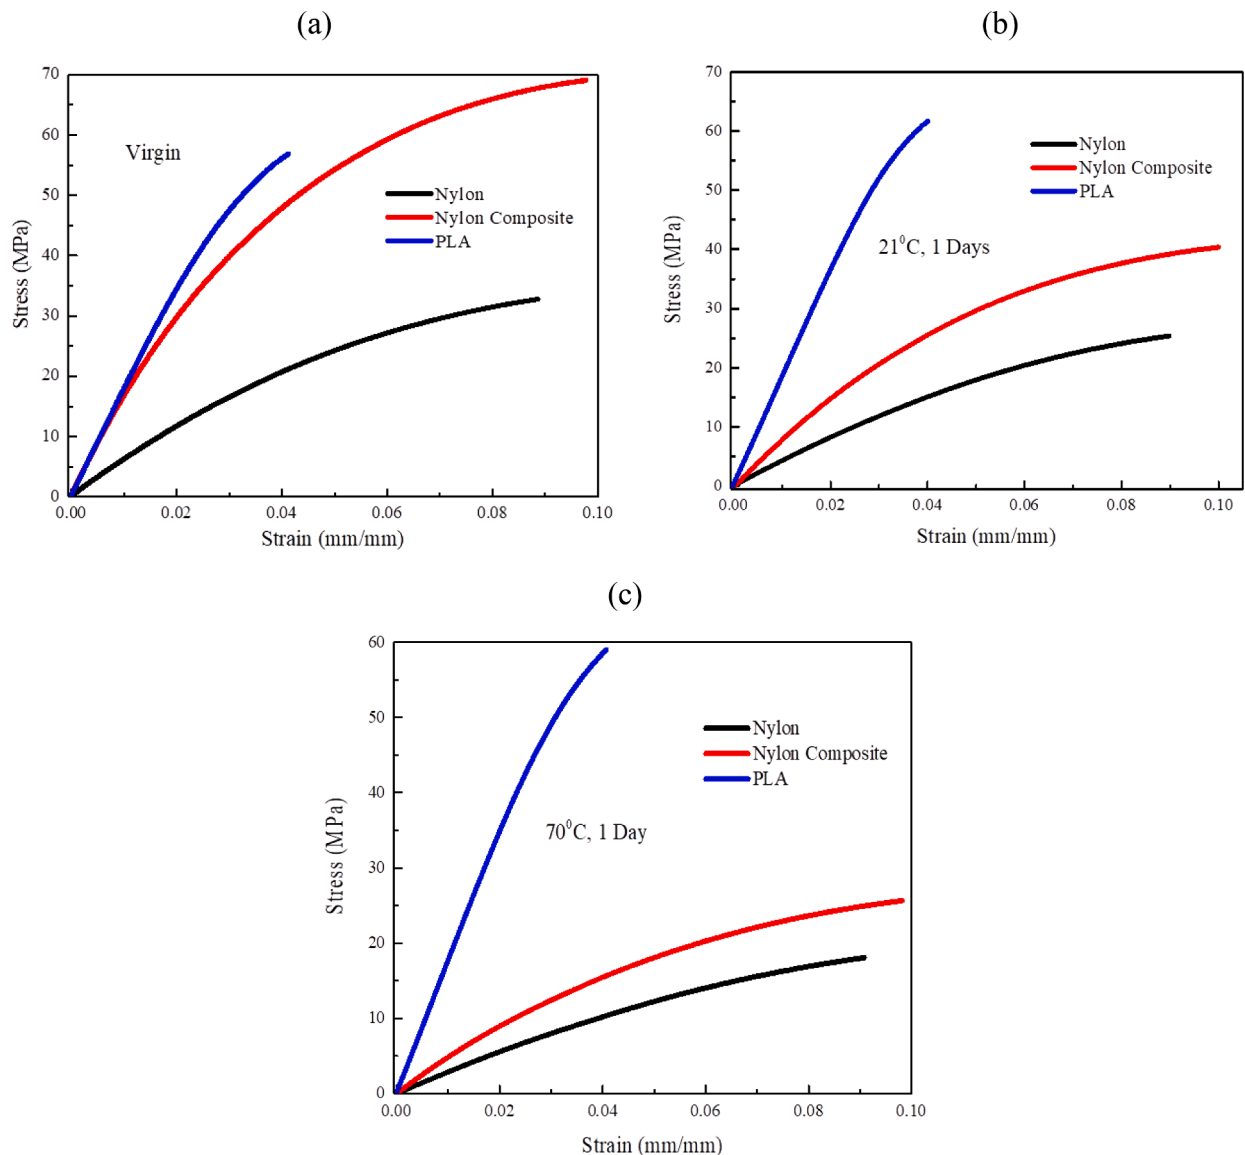 (a)
70
60
50
40
30
20
10
0
Stress (MPa)
Virgin
Nylon
Nylon Composite
PLA
0.00 0.02 0.04 0.06 0.08 0.10
Strain (mm/mm)
(b)
70
60
50
40
30
20
10
0
Stress (MPa)
Nylon
Nylon Composite
PLA
21⁰C, 1 Days
0.00 0.02 0.04 0.06 0.08 0.10
Strain (mm/mm)
(c)
60
50
40
30
20
10
0
Stress (MPa)
Nylon
Nylon Composite
PLA
70⁰C, 1 Day
0.00 0.02 0.04 0.06 0.08 0.10
Strain (mm/mm)